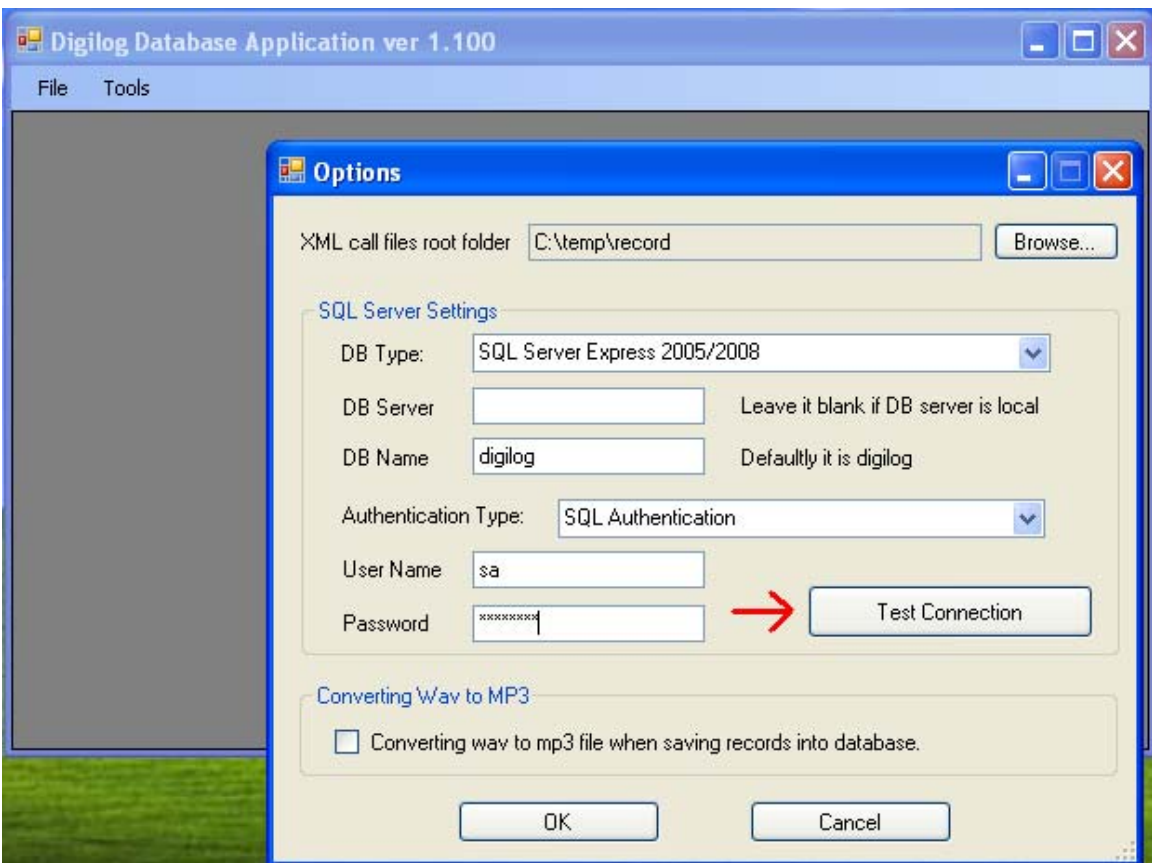 Digilog Database Application ver 1.100
File Tools
Options
XML call files root folder C:\temp\record Browse...
SQL Server Settings
DB Type: SQL Server Express 2005/2008
DB Server Leave it blank if DB server is local
DB Name digilog Defaultly it is digilog
Authentication Type: SQL Authentication
User Name sa
Password ******** Test Connection
Converting Wav to MP3
Converting wav to mp3 file when saving records into database.
OK Cancel